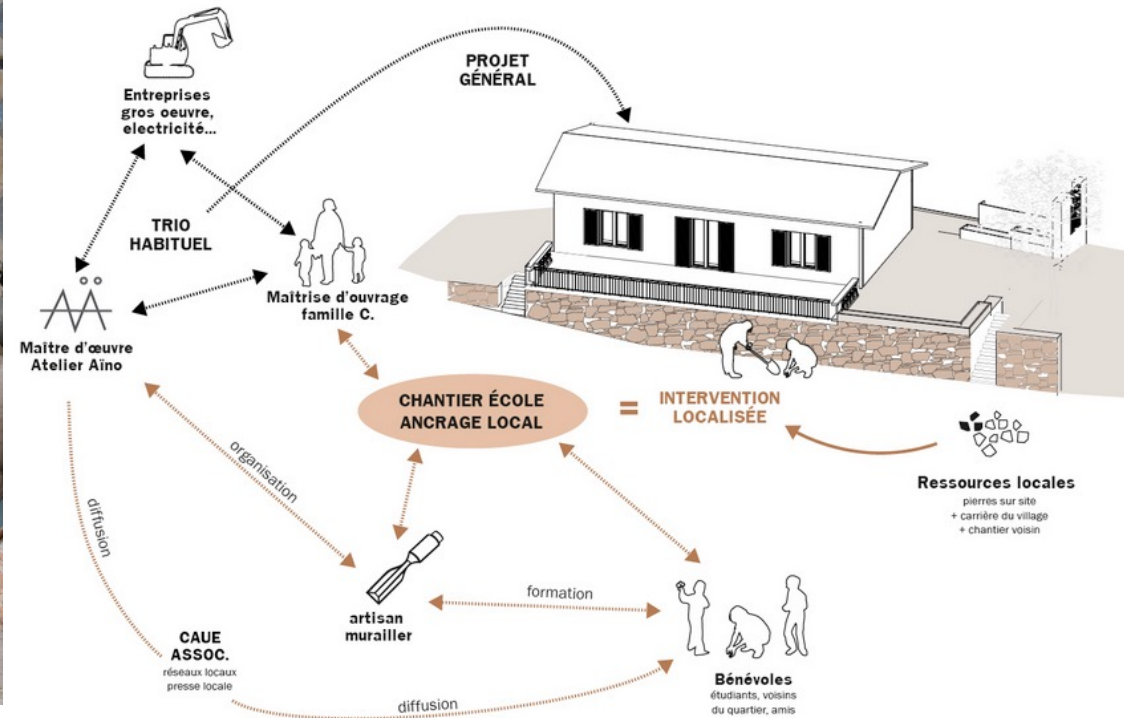 PROJET
GÉNÉRAL
Entreprises
gros oeuvre,
electricité...
TRIO
HABITUEL
Maîtrise d'ouvrage
famille C.
Maître d'œuvre
Atelier Aïno
CHANTIER ÉCOLE
ANCRAGE LOCAL
=
INTERVENTION
LOCALISÉE
Ressources locales
pierres sur site
+ carrière du village
+ chantier voisin
organisation
diffusion
formation
artisan
murailler
CAUE
ASSOC.
réseaux locaux
presse locale
diffusion
Bénévoles
étudiants, voisins
du quartier, amis